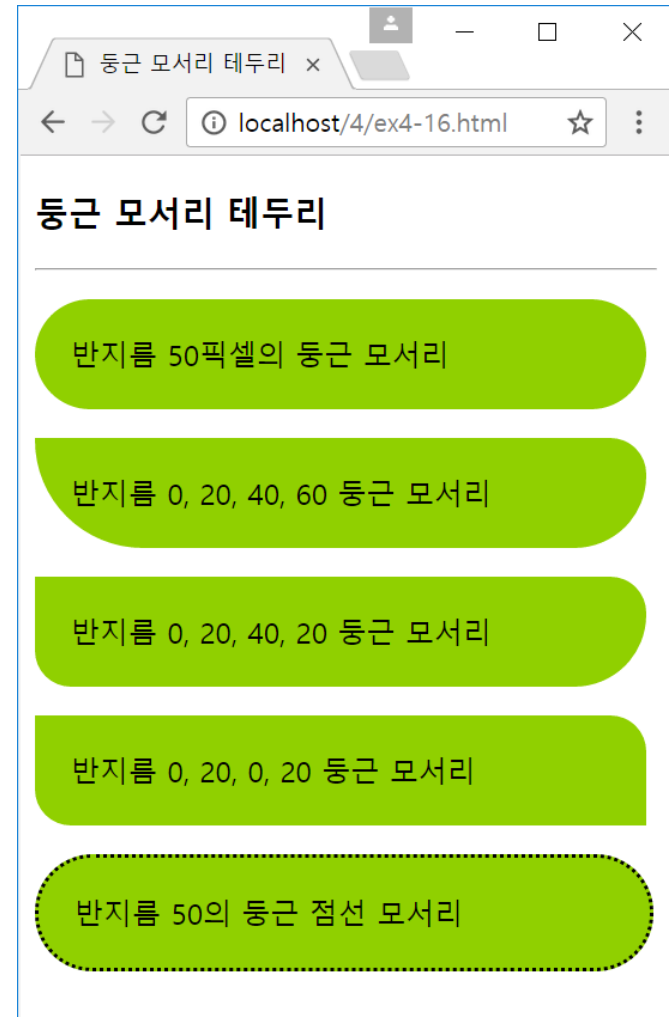 둥근 모서리 테두리
localhost/4/ex4-16.html
둥근 모서리 테두리
반지름 50픽셀의 둥근 모서리
반지름 0, 20, 40, 60 둥근 모서리
반지름 0, 20, 40, 20 둥근 모서리
반지름 0, 20, 0, 20 둥근 모서리
반지름 50의 둥근 점선 모서리